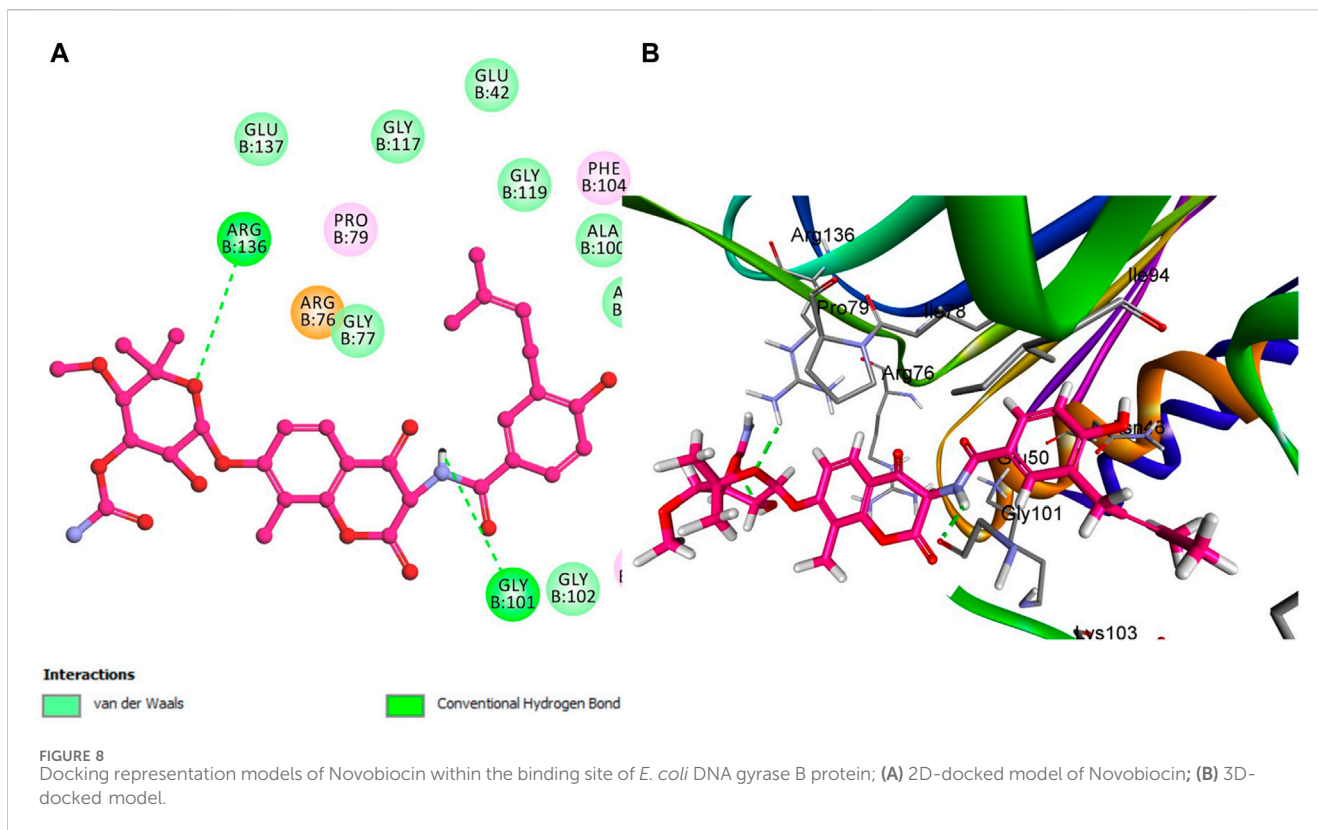 A
B
GLU
B:42
GLU
B:137
GLY
B:117
GLY
B:119
PHE
B:104
ARG
B:136
PRO
B:79
ALA
B:100
ARG
B:76
GLY
B:77
GLY
B:101
GLY
B:102
Arg136
Pro79
Ile78
Ile94
Arg76
Gly101
Lys103
Interactions
van der Waals
Conventional Hydrogen Bond
FIGURE 8
Docking representation models of Novobiocin within the binding site of E. coli DNA gyrase B protein; (A) 2D-docked model of Novobiocin; (B) 3D-
docked model.